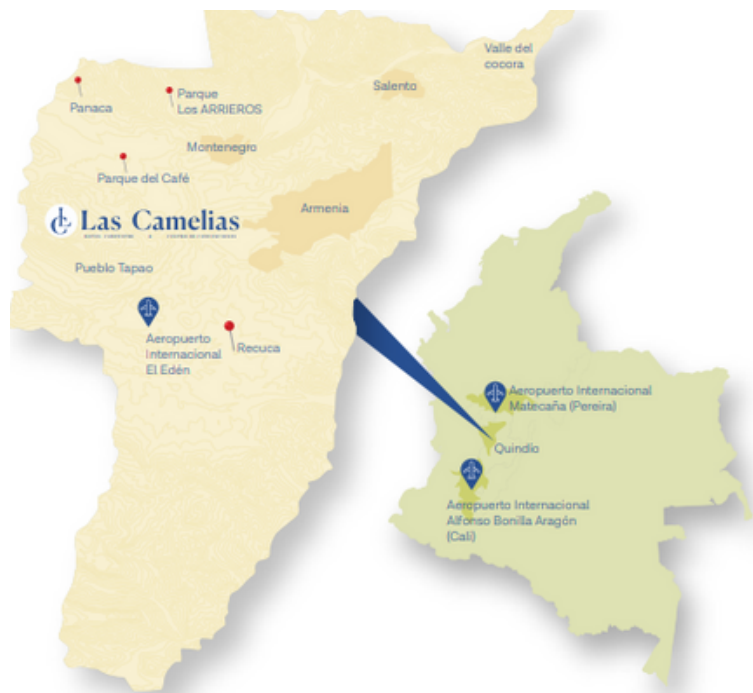 Valle del
cocora
Salento
Panaca
Parque
Los ARRIEROS
Montenegro
Parque del Café
Armenia
LC Las Camelias
Pueblo Tapao
Aeropuerto
Internacional
El Edén
Recuca
Aeropuerto Internacional
Matecaña (Pereira)
Quindío
Aeropuerto Internacional
Alfonso Bonilla Aragón
(Cali)